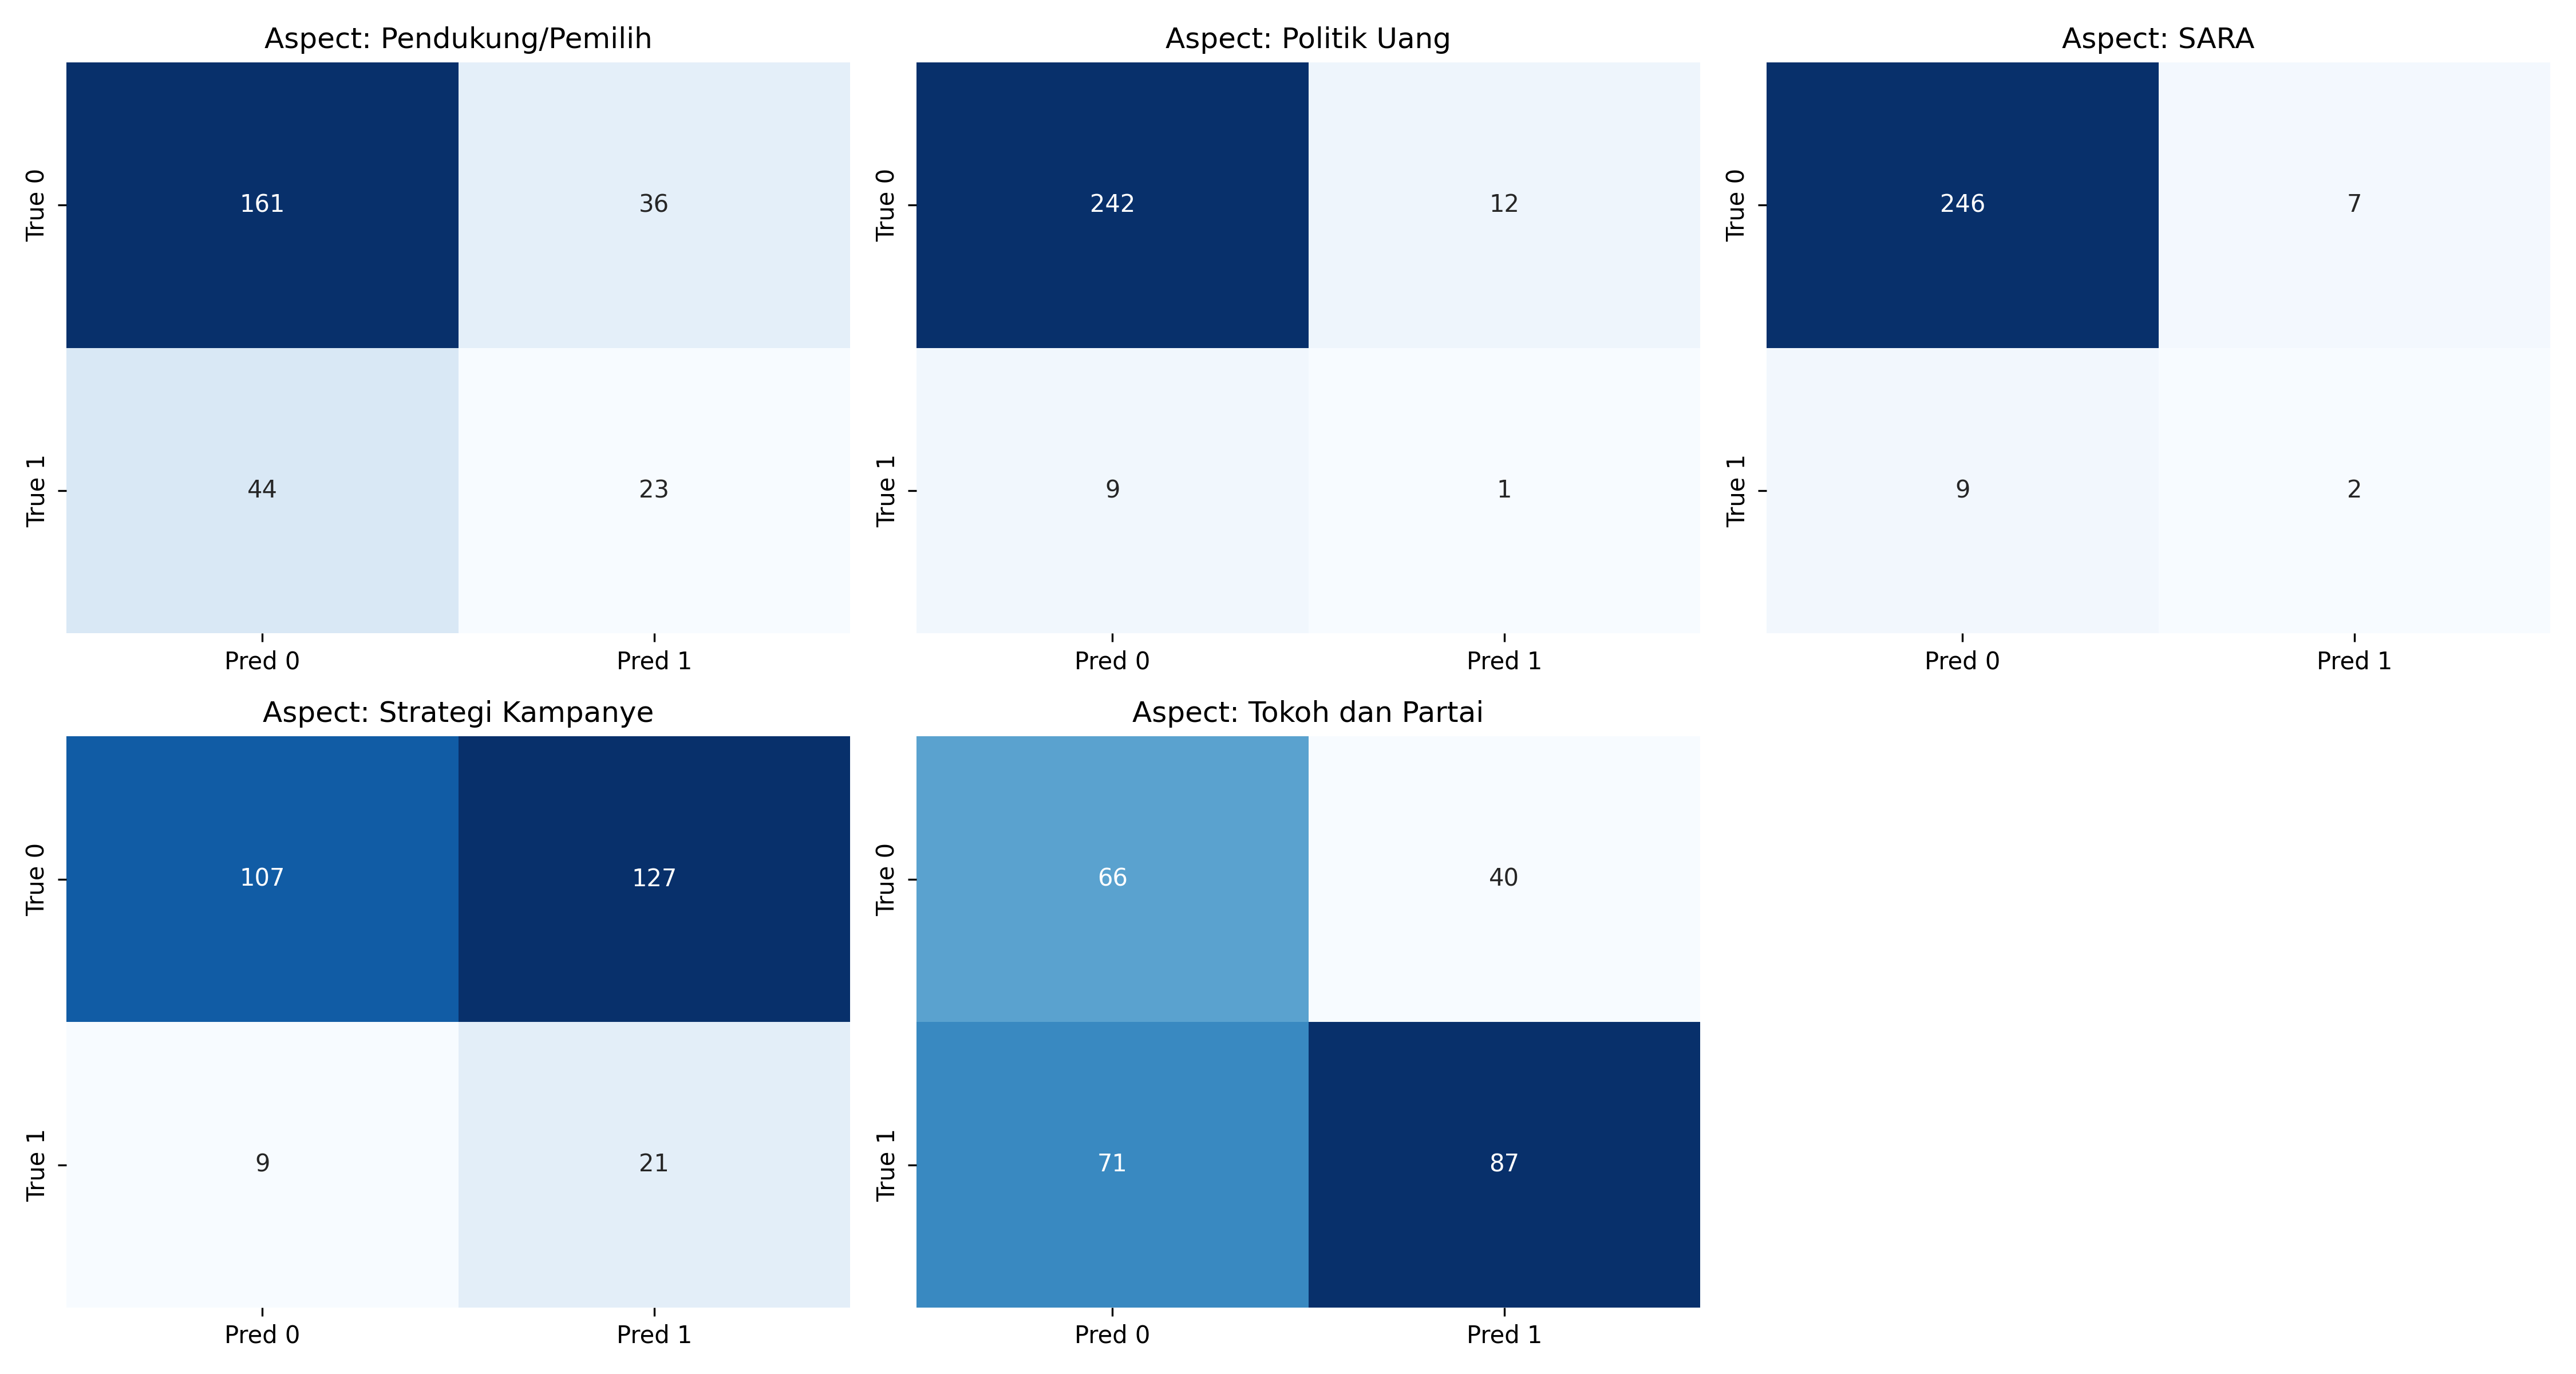 Aspect: Pendukung/Pemilih
True 0
161
36
True 1
44
23
Pred 0
Pred 1
Aspect: Politik Uang
True 0
242
12
True 1
9
1
Pred 0
Pred 1
Aspect: SARA
True 0
246
7
True 1
9
2
Pred 0
Pred 1
Aspect: Strategi Kampanye
True 0
107
127
True 1
9
21
Pred 0
Pred 1
Aspect: Tokoh dan Partai
True 0
66
40
True 1
71
87
Pred 0
Pred 1